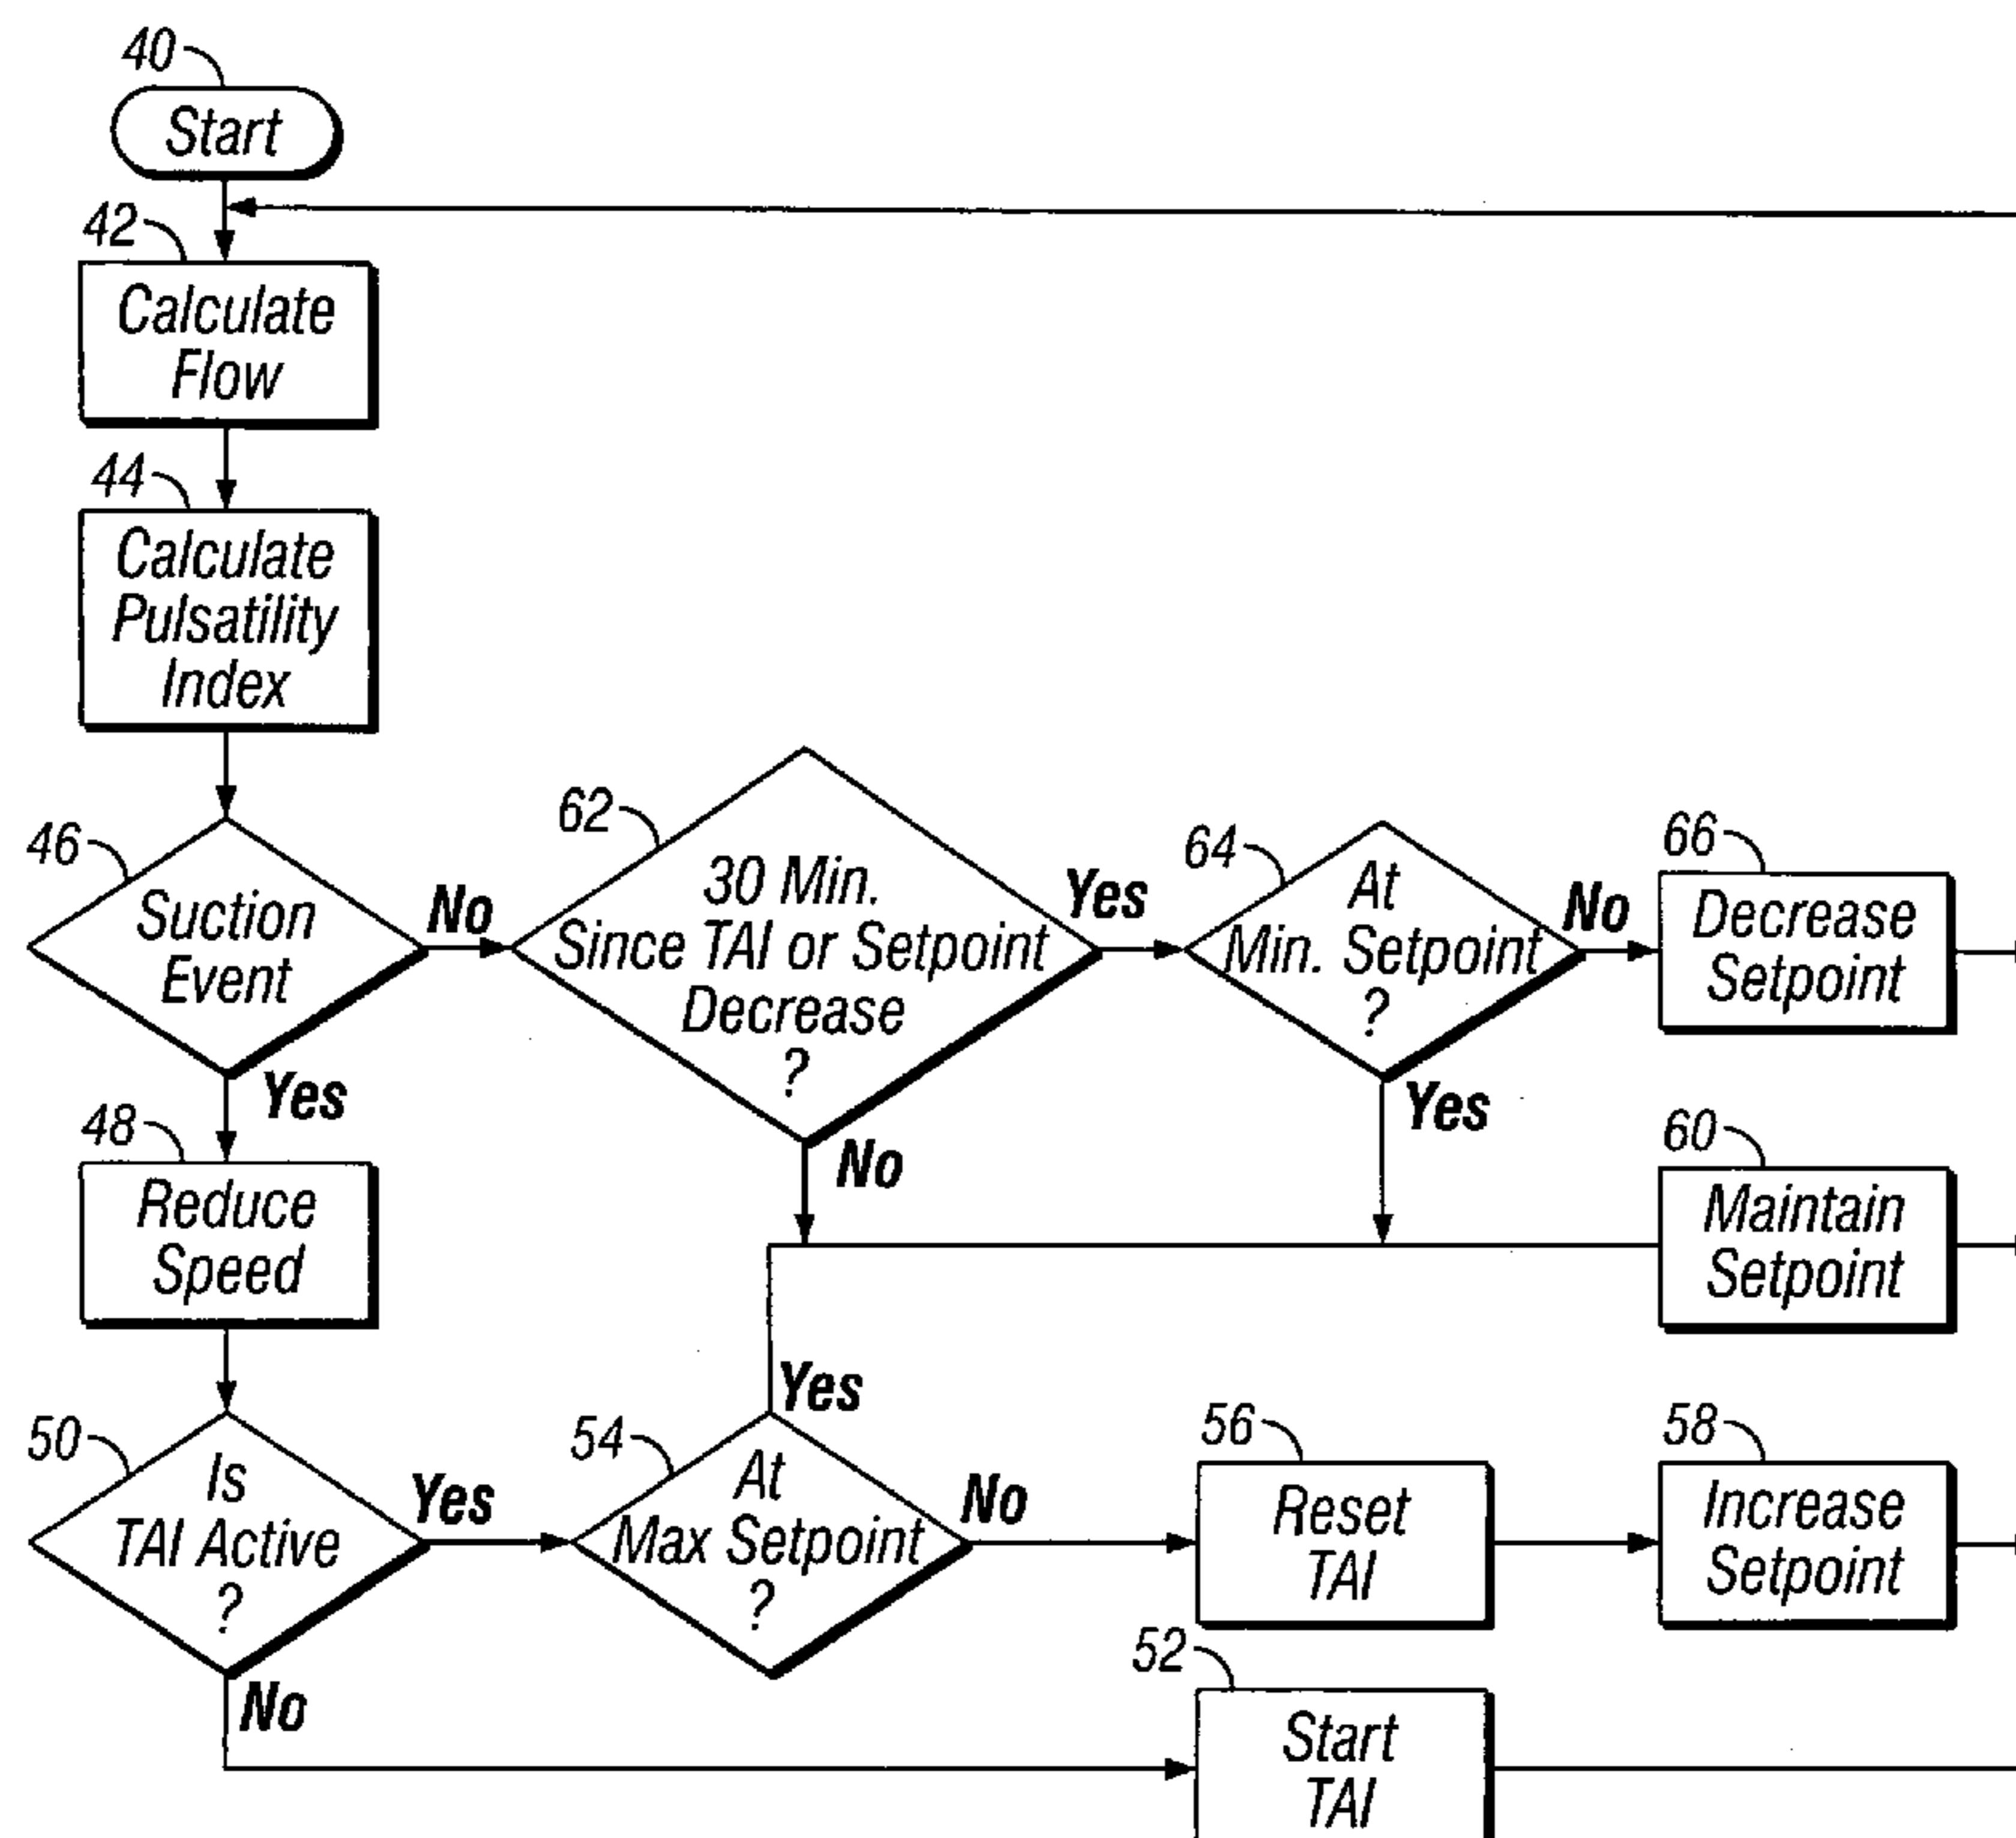 40
Start
42
Calculate
Flow
44
Calculate
Pulsatility
Index
46
Suction
Event
No
Yes
62
30 Min.
Since TAI or Setpoint
Decrease
?
Yes
No
64
At
Min. Setpoint
?
No
Yes
66
Decrease
Setpoint
48
Reduce
Speed
60
Maintain
Setpoint
50
Is
TAI Active
?
Yes
No
54
At
Max Setpoint
?
Yes
No
56
Reset
TAI
58
Increase
Setpoint
52
Start
TAI